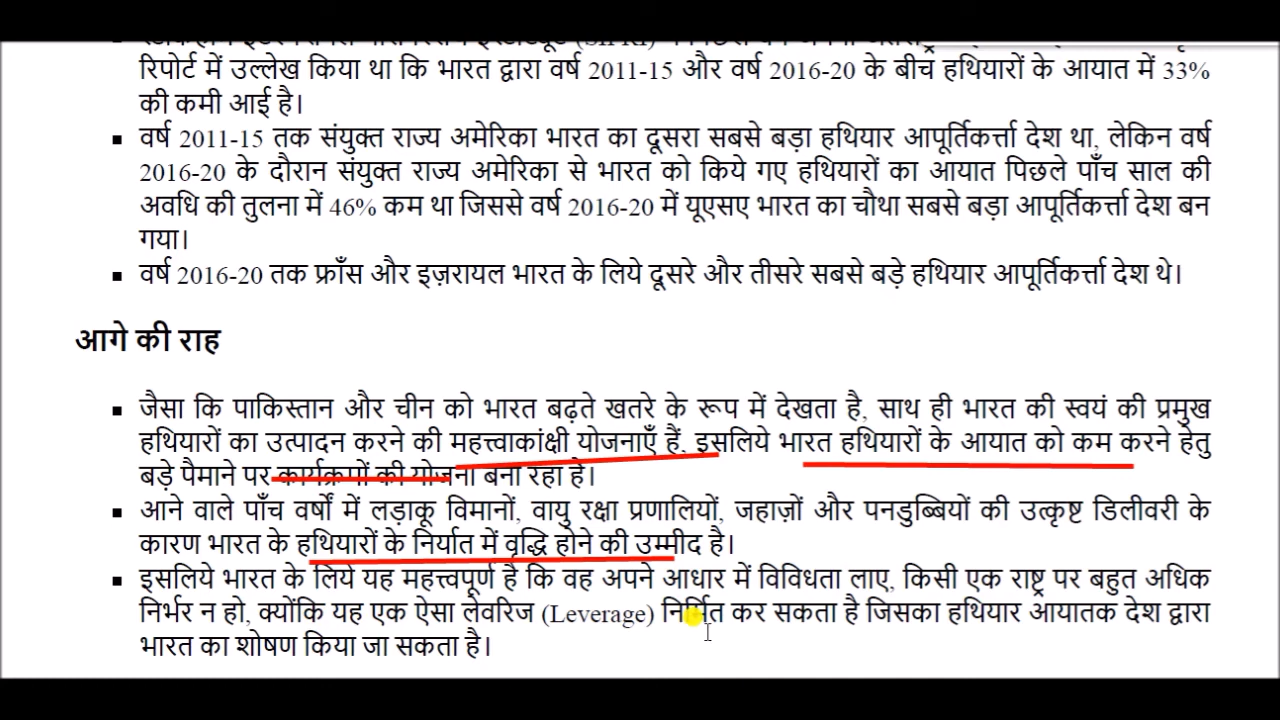 रिपोर्ट में उल्लेख किया था कि भारत द्वारा वर्ष 2011-15 और वर्ष 2016-20 के बीच हथियारों के आयात में 33%
की कमी आई है।
▪ वर्ष 2011-15 तक संयुक्त राज्य अमेरिका भारत का दूसरा सबसे बड़ा हथियार आपूर्तिकर्त्ता देश था, लेकिन वर्ष
2016-20 के दौरान संयुक्त राज्य अमेरिका से भारत को किये गए हथियारों का आयात पिछले पाँच साल की
अवधि की तुलना में 46% कम था जिससे वर्ष 2016-20 में यूएसए भारत का चौथा सबसे बड़ा आपूर्तिकर्त्ता देश बन
गया।
▪ वर्ष 2016-20 तक फ्राँस और इज़रायल भारत के लिये दूसरे और तीसरे सबसे बड़े हथियार आपूर्तिकर्त्ता देश थे।
आगे की राह
▪ जैसा कि पाकिस्तान और चीन को भारत बढ़ते खतरे के रूप में देखता है, साथ ही भारत की स्वयं की प्रमुख
हथियारों का उत्पादन करने की महत्त्वाकांक्षी योजनाएँ हैं, इसलिये भारत हथियारों के आयात को कम करने हेतु
बड़े पैमाने पर कार्यक्रमों की योजना बना रहा है।
▪ आने वाले पाँच वर्षों में लड़ाकू विमानों, वायु रक्षा प्रणालियों, जहाज़ों और पनडुब्बियों की उत्कृष्ट डिलीवरी के
कारण भारत के हथियारों के निर्यात में वृद्धि होने की उम्मीद है।
▪ इसलिये भारत के लिये यह महत्त्वपूर्ण है कि वह अपने आधार में विविधता लाए, किसी एक राष्ट्र पर बहुत अधिक
निर्भर न हो, क्योंकि यह एक ऐसा लेवरिज (Leverage) निर्मित कर सकता है जिसका हथियार आयातक देश द्वारा
भारत का शोषण किया जा सकता है।